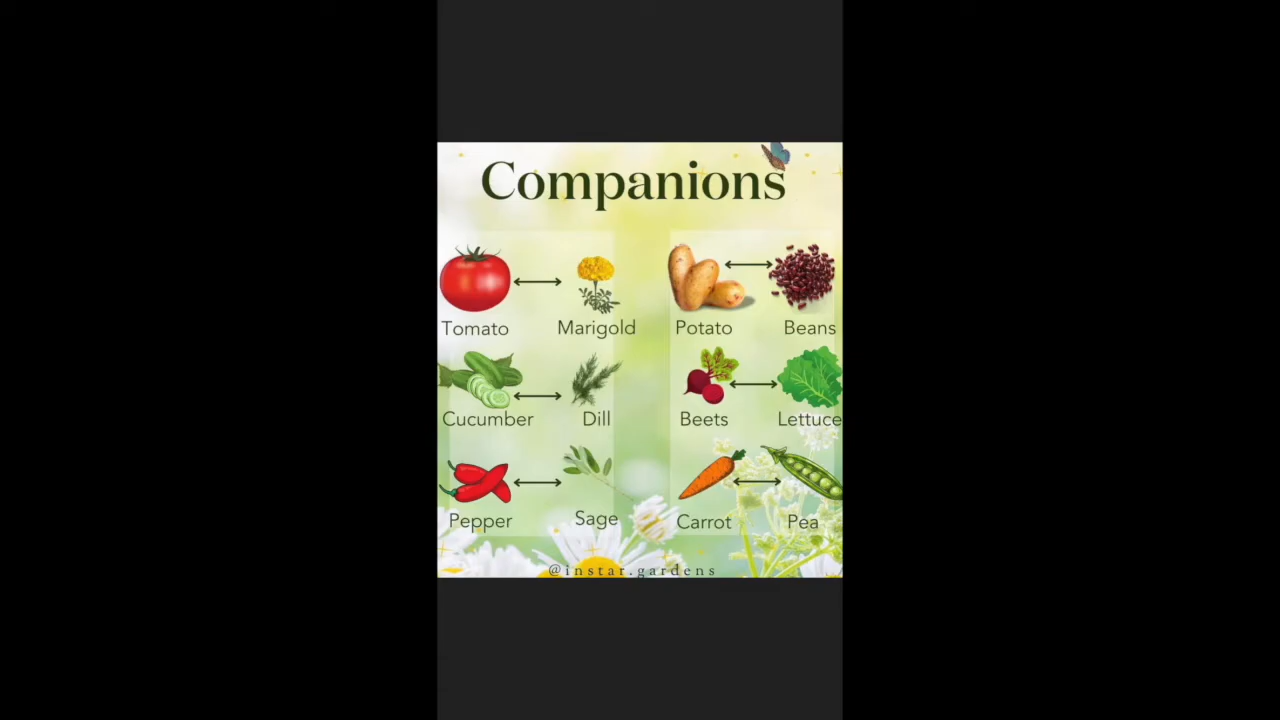 Companions
Tomato Marigold Potato Beans
Cucumber Dill Beets Lettuce
Pepper Sage Carrot Pea
@instar.gardens